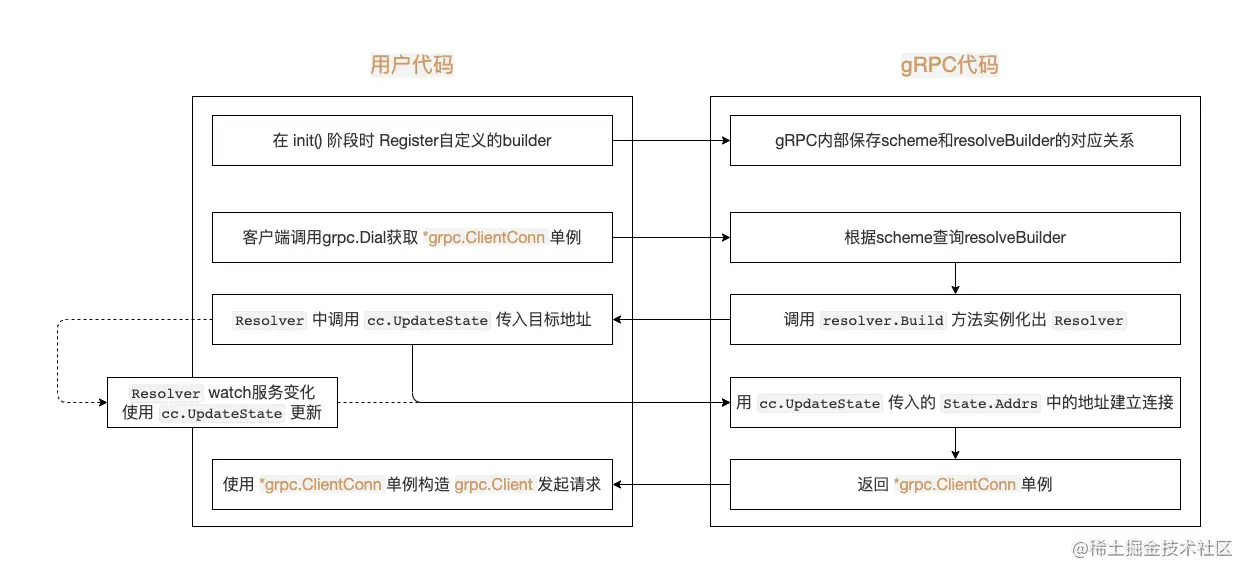 用户代码
gRPC代码
在 init() 阶段时 Register自定义的builder
gRPC内部保存scheme和resolveBuilder的对应关系
客户端调用grpc.Dial获取 *grpc.ClientConn 单例
根据scheme查询resolveBuilder
Resolver 中调用 cc.UpdateState 传入目标地址
调用 resolver.Build 方法实例化出 Resolver
Resolver watch服务变化
使用 cc.UpdateState 更新
用 cc.UpdateState 传入的 State.Addrs 中的地址建立连接
使用 *grpc.ClientConn 单例构造 grpc.Client 发起请求
返回 *grpc.ClientConn 单例
@稀土掘金技术社区